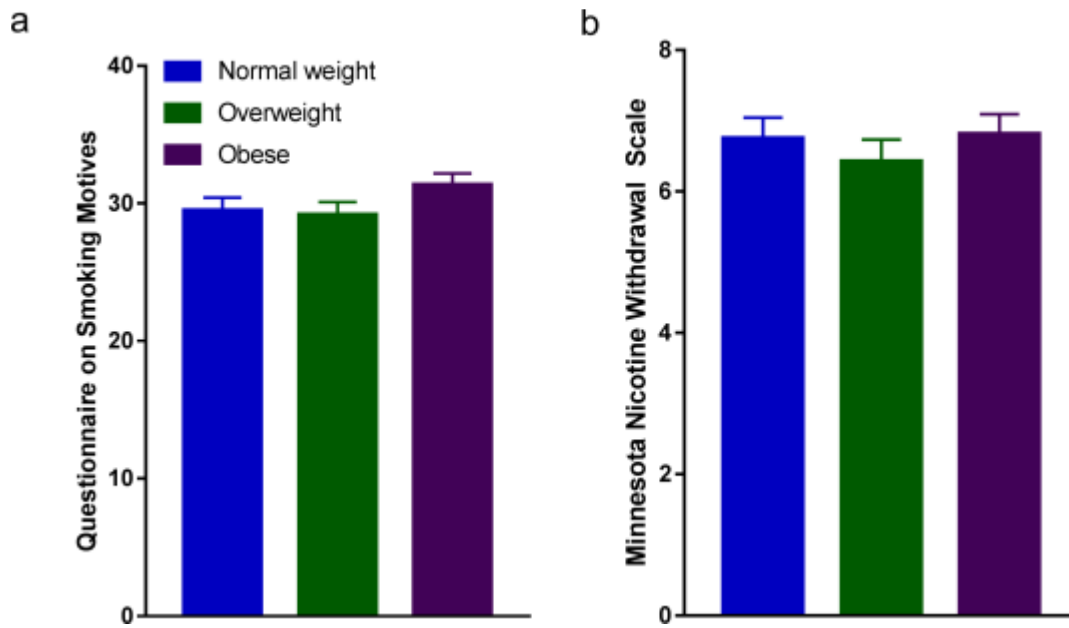 a
Questionnaire on Smoking Motives
40
30
20
10
0
Normal weight
Overweight
Obese
b
Minnesota Nicotine Withdrawal Scale
8
6
4
2
0